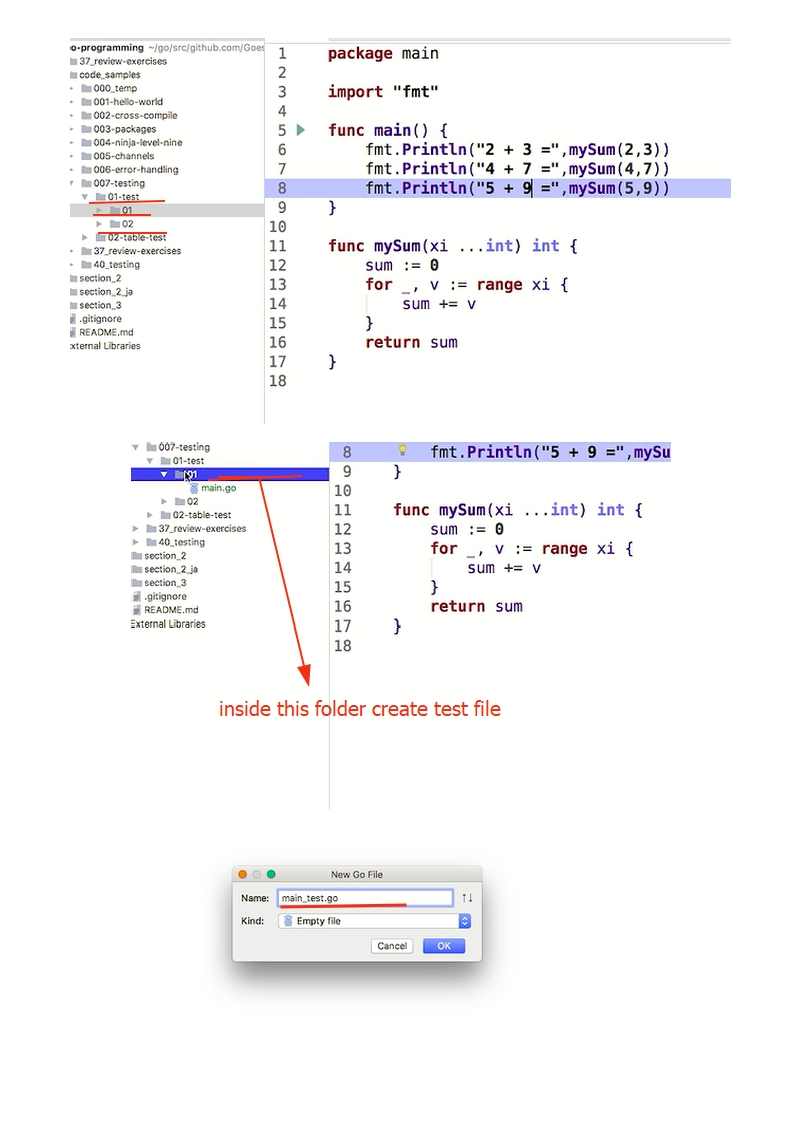 o-programming ~/go/src/github.com/Goes
37_review-exercises
code_samples
000_temp
001-hello-world
002-cross-compile
003-packages
004-ninja-level-nine
005-channels
006-error-handling
007-testing
01-test
01
02
02-table-test
37_review-exercises
40_testing
section_2
section_2_ja
section_3
.gitignore
README.md
xternal Libraries
1 package main
2
3 import "fmt"
4
5 func main() {
6 fmt.Println("2 + 3 =",mySum(2,3))
7 fmt.Println("4 + 7 =",mySum(4,7))
8 fmt.Println("5 + 9 =",mySum(5,9))
9 }
10
11 func mySum(xi ...int) int {
12 sum := 0
13 for _, v := range xi {
14 sum += v
15 }
16 return sum
17 }
18
007-testing
01-test
01
main.go
02
02-table-test
37_review-exercises
40_testing
section_2
section_2_ja
section_3
.gitignore
README.md
External Libraries
8 fmt.Println("5 + 9 =",mySu
9 }
10
11 func mySum(xi ...int) int {
12 sum := 0
13 for _, v := range xi {
14 sum += v
15 }
16 return sum
17 }
18
inside this folder create test file
New Go File
Name: main_test.go
Kind: Empty file
Cancel OK